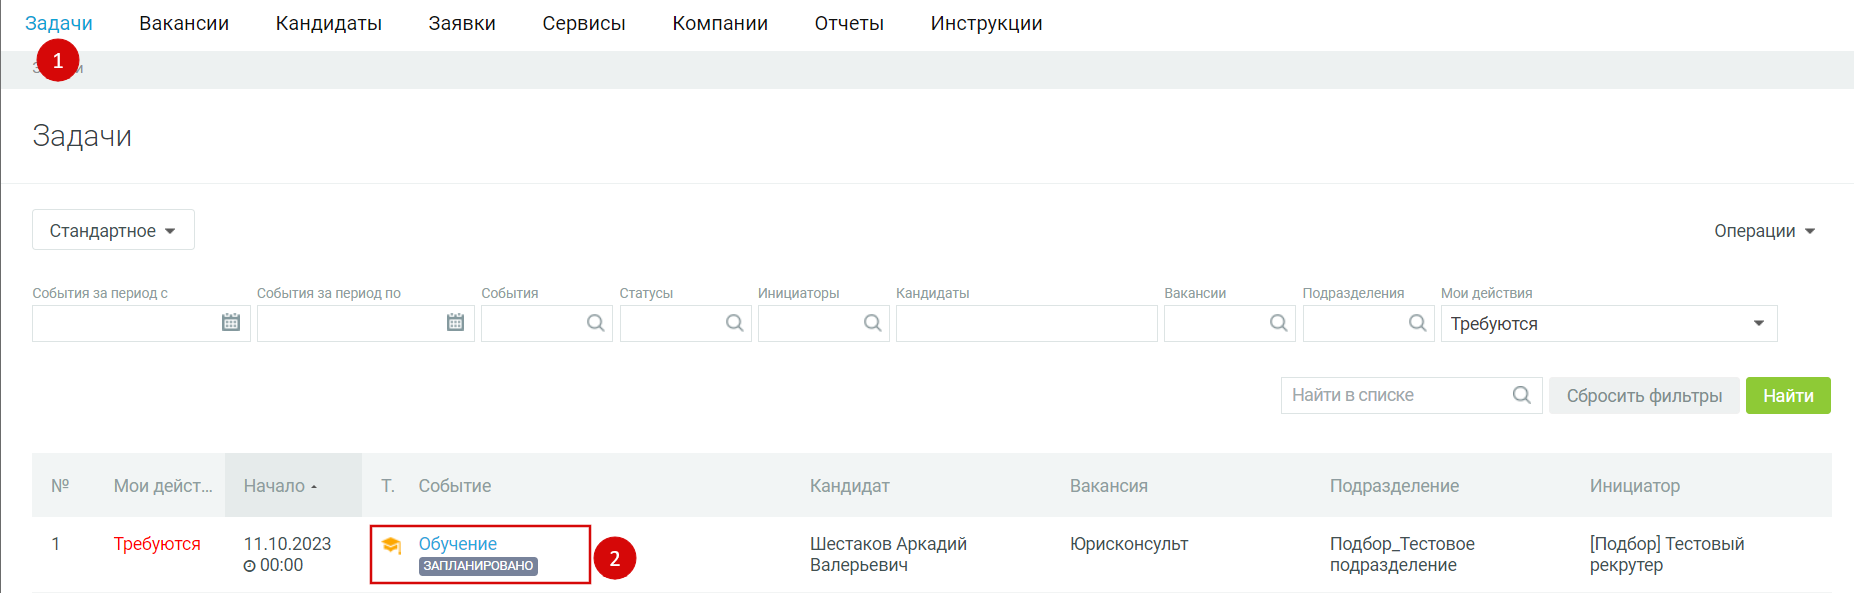 Задачи Вакансии Кандидаты Заявки Сервисы Компании Отчеты Инструкции
1
Задачи
Стандартное Операции
События за период с События за период по События Статусы Инициаторы Кандидаты Вакансии Подразделения Мои действия
Требуются
Найти в списке Сбросить фильтры Найти
№ Мои дейст... Начало Т. Событие Кандидат Вакансия Подразделение Инициатор
1 Требуются 11.10.2023 Обучение Шестаков Аркадий Юрисконсульт Подбор_Тестовое [Подбор] Тестовый
00:00 ЗАПЛАНИРОВАНО 2 Валерьевич подразделение рекрутер